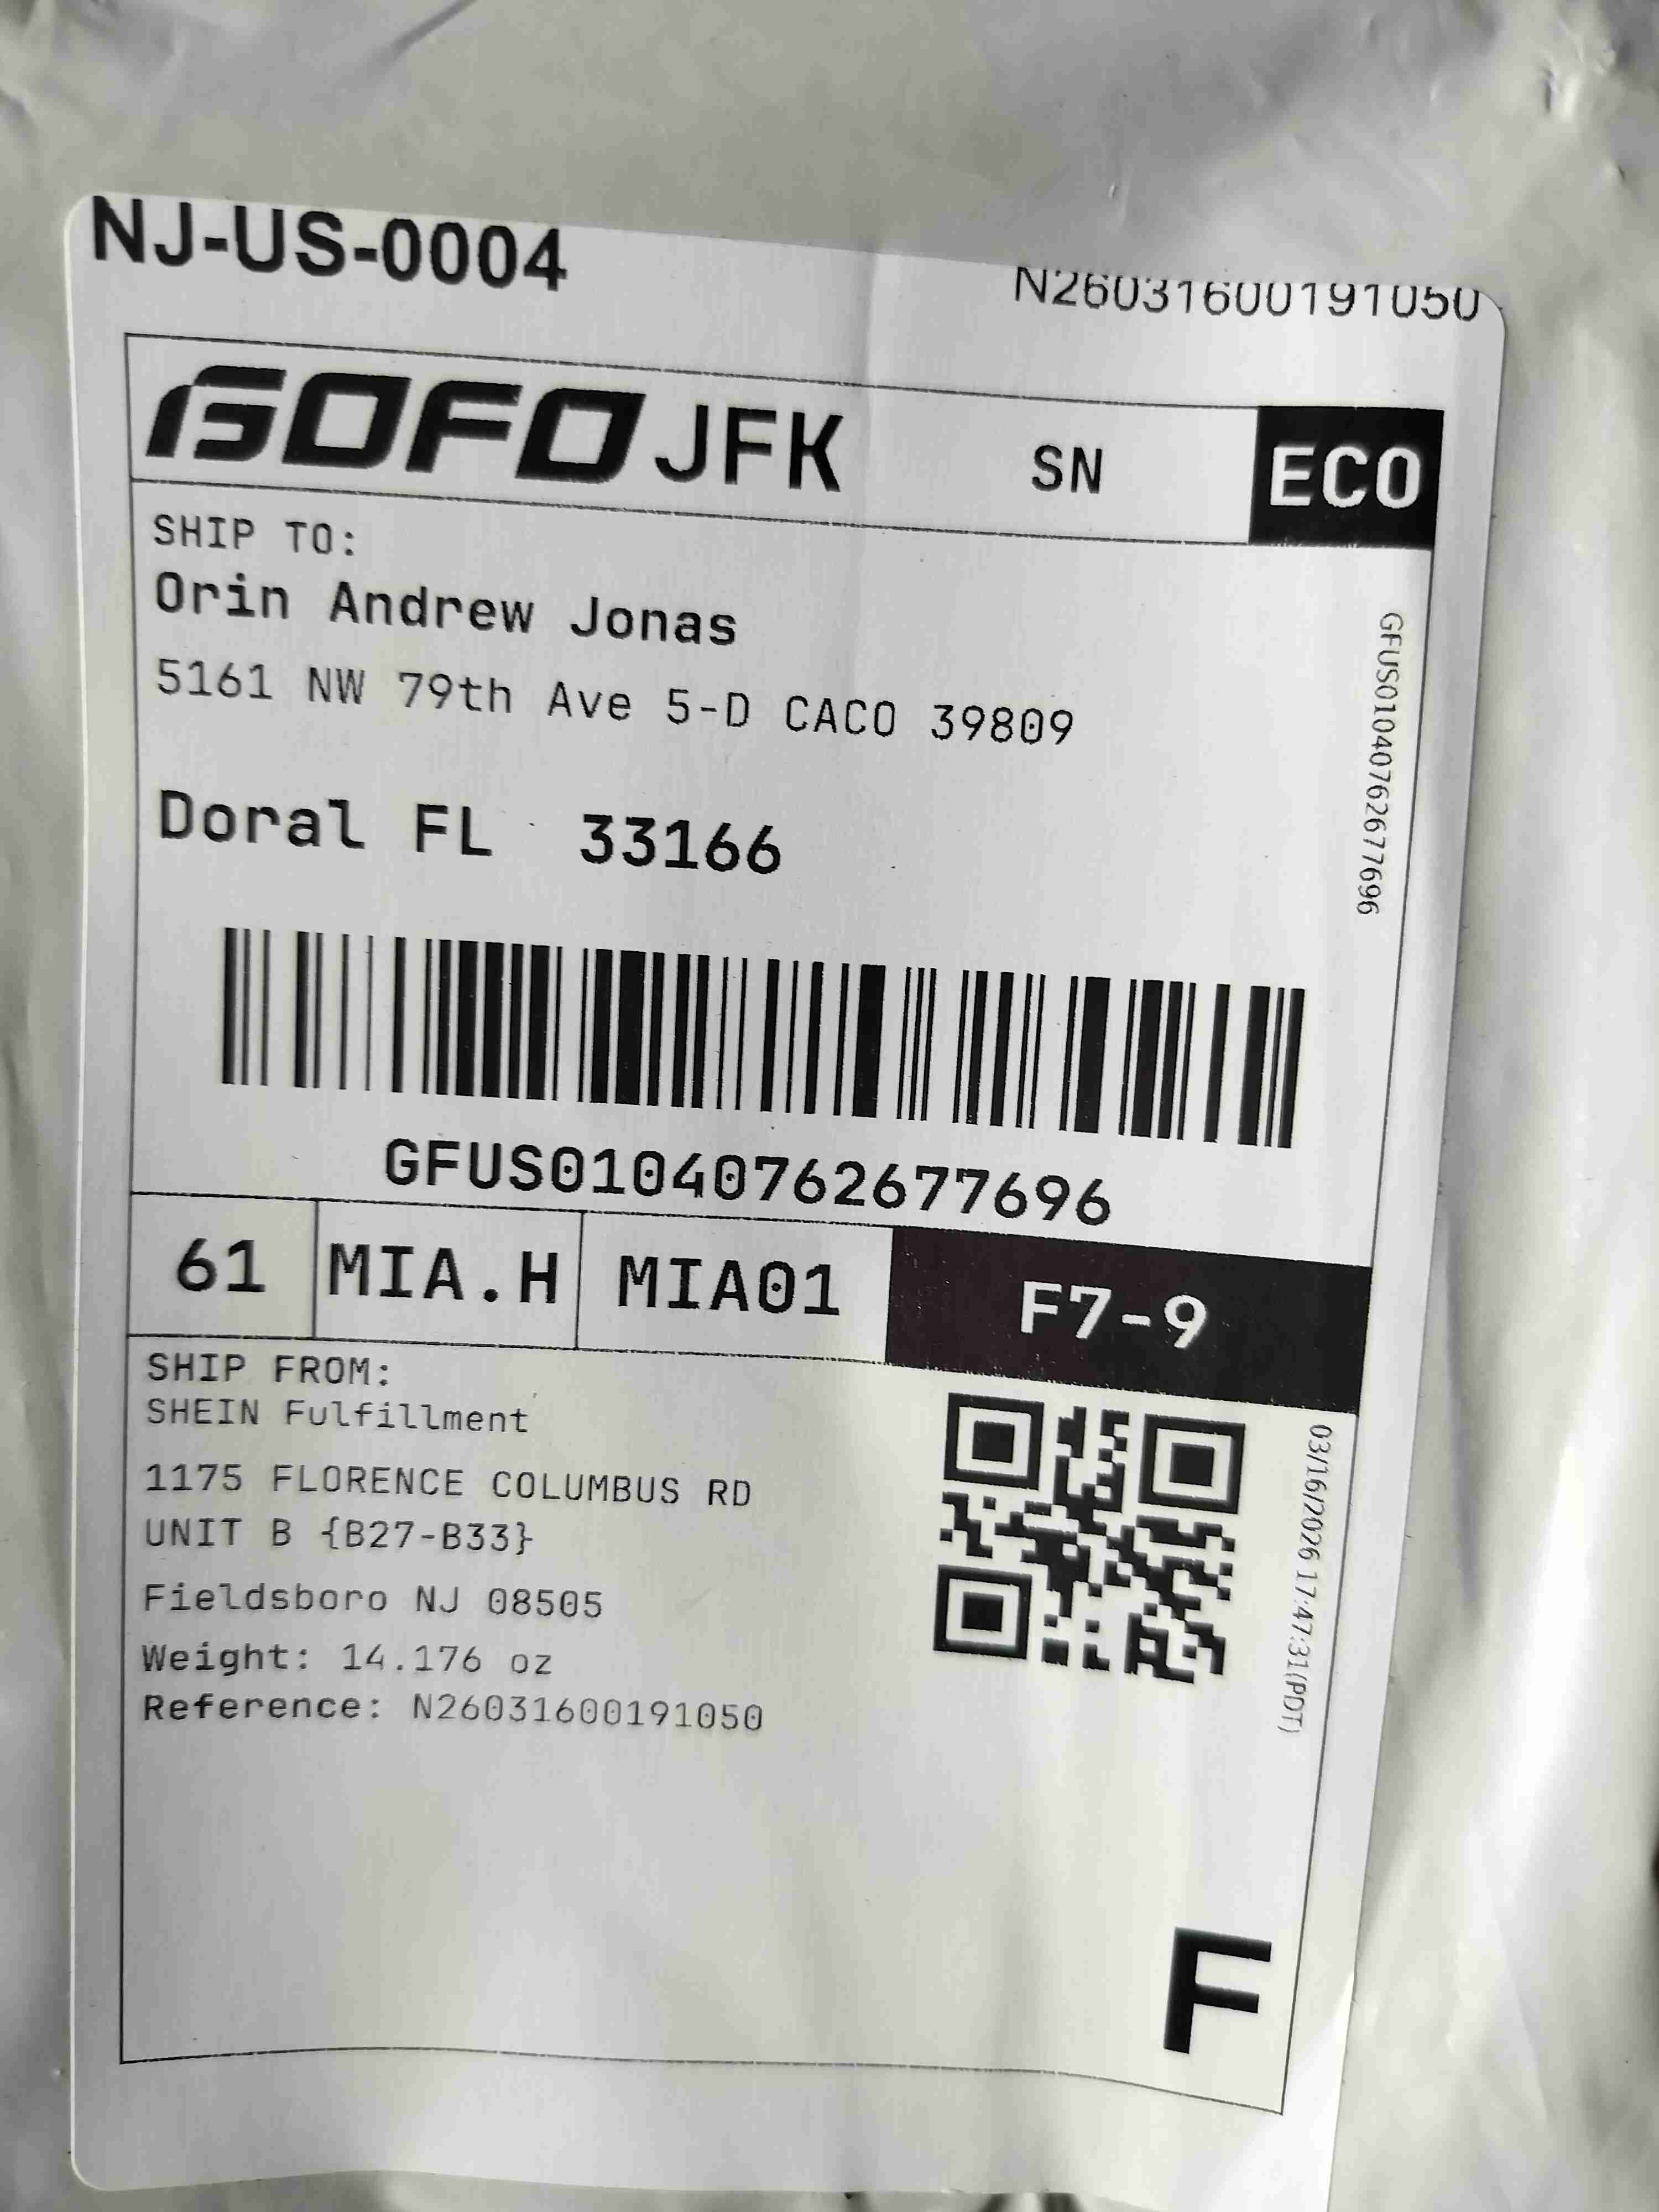 NJ-US-0004
N26031600191050
GOFO JFK SN ECO
SHIP TO:
Orin Andrew Jonas
5161 NW 79th Ave 5-D CACO 39809
Doral FL 33166
GFUS01040762677696
GFUS01040762677696
61 MIA.H MIA01 F7-9
SHIP FROM:
SHEIN Fulfillment
1175 FLORENCE COLUMBUS RD
UNIT B {B27-B33}
Fieldsboro NJ 08505
Weight: 14.176 oz
Reference: N26031600191050
03/16/2026 17:47:31(PDT)
F